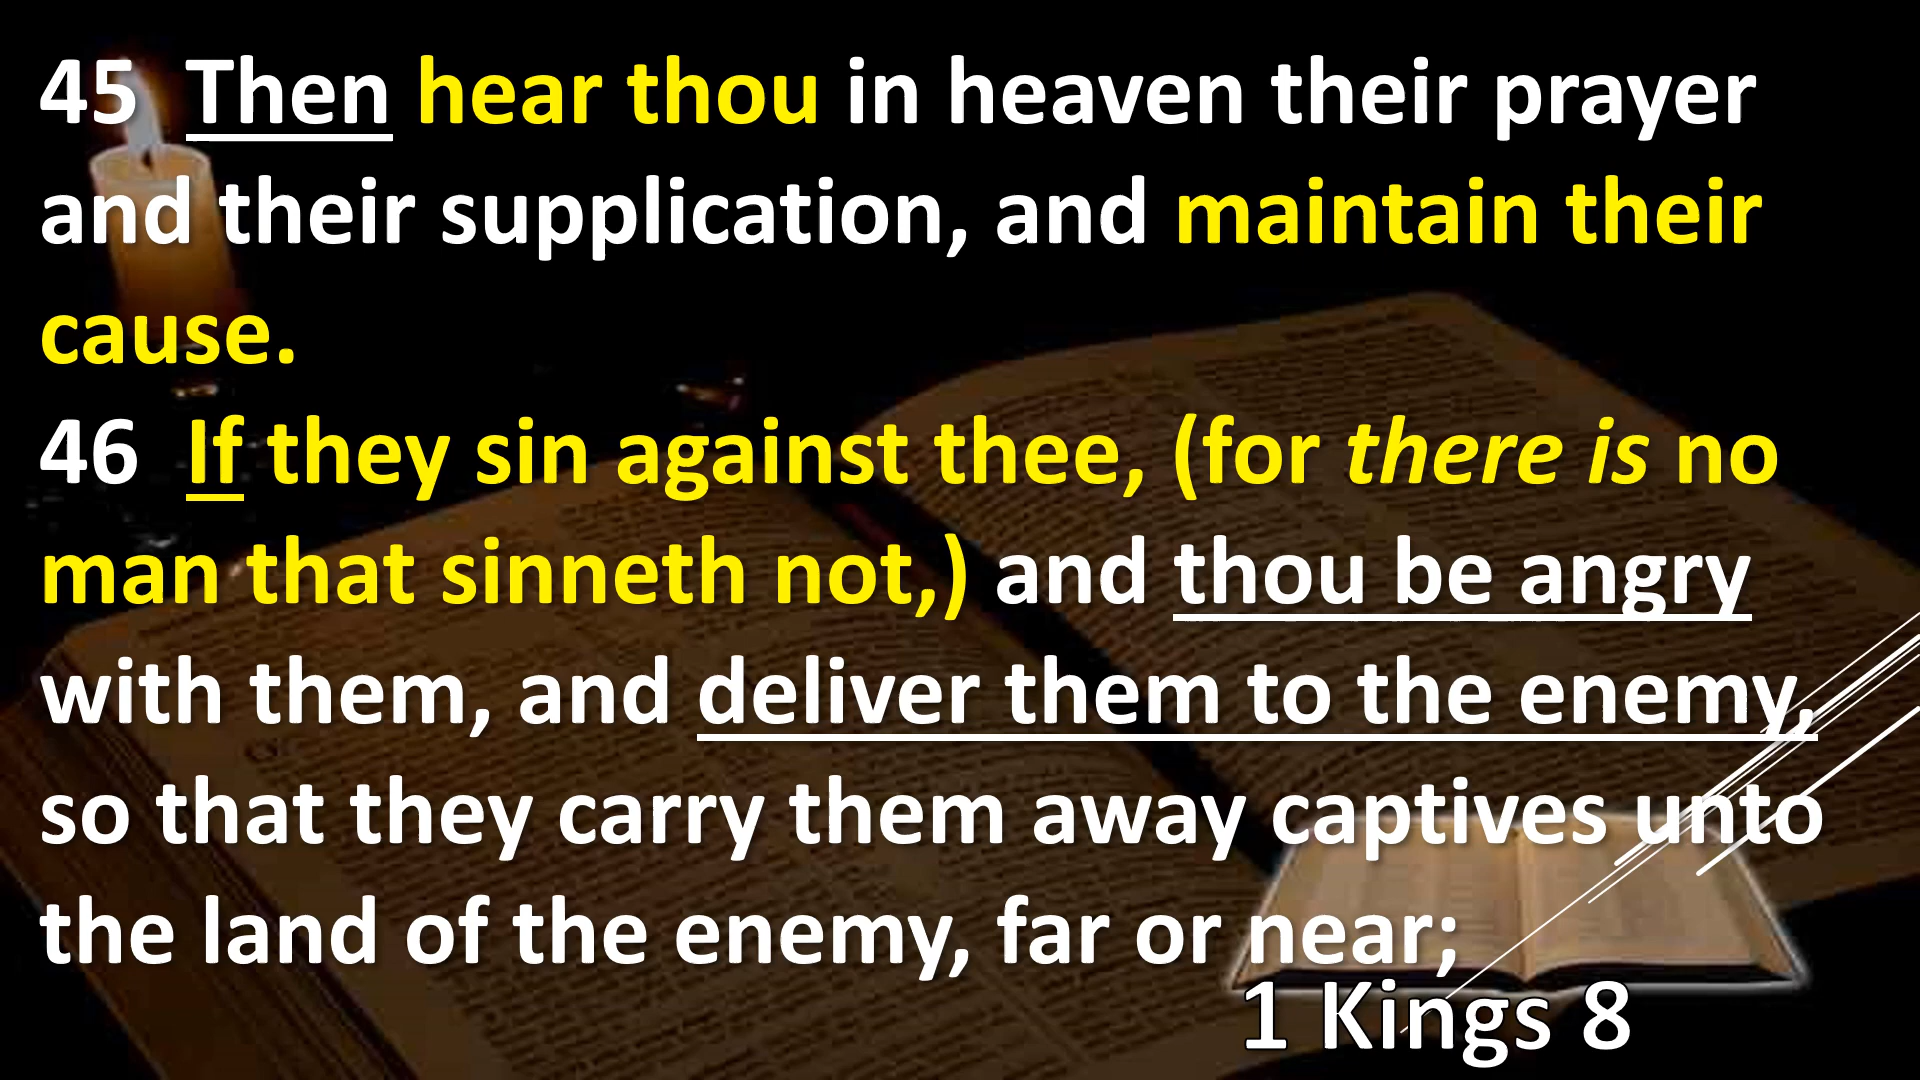 45  Then hear thou in heaven their prayer
and their supplication, and maintain their
cause.
46  If they sin against thee, (for there is no
man that sinneth not,) and thou be angry
with them, and deliver them to the enemy,
so that they carry them away captives unto
the land of the enemy, far or near;
1 Kings 8